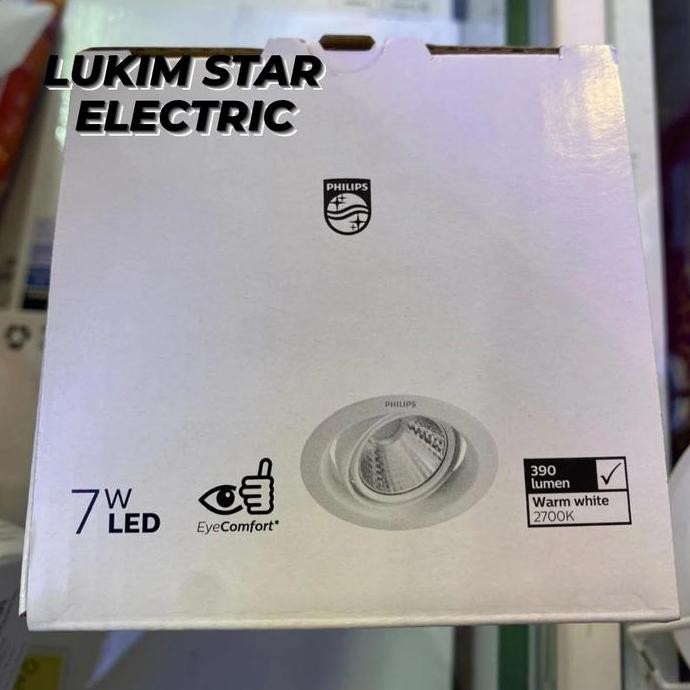 LUKIM STAR
ELECTRIC
PHILIPS
PHILIPS
7W
LED
EyeComfort*
390
lumen
Warm white
2700K